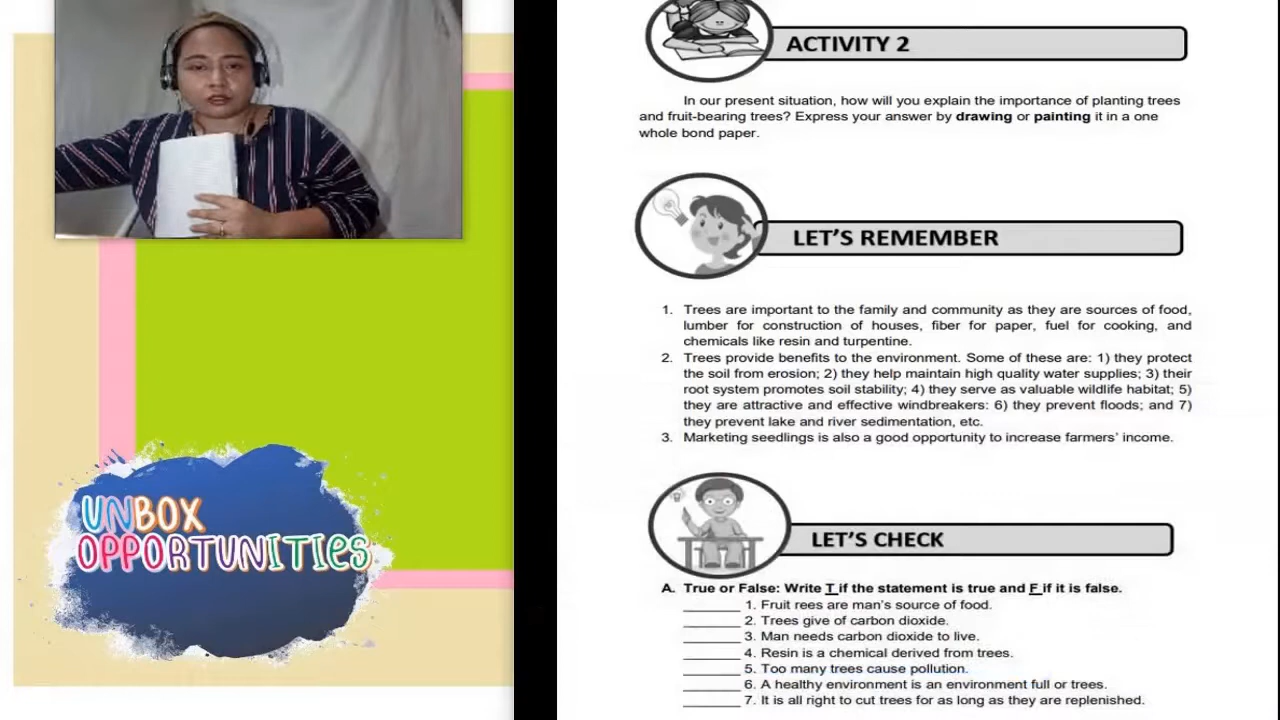 UNBOX
OPPORTUNITIES
ACTIVITY 2
In our present situation, how will you explain the importance of planting trees
and fruit-bearing trees? Express your answer by drawing or painting it in a one
whole bond paper.
LET'S REMEMBER
1. Trees are important to the family and community as they are sources of food,
lumber for construction of houses, fiber for paper, fuel for cooking, and
chemicals like resin and turpentine.
2. Trees provide benefits to the environment. Some of these are: 1) they protect
the soil from erosion; 2) they help maintain high quality water supplies; 3) their
root system promotes soil stability; 4) they serve as valuable wildlife habitat; 5)
they are attractive and effective windbreakers: 6) they prevent floods; and 7)
they prevent lake and river sedimentation, etc.
3. Marketing seedlings is also a good opportunity to increase farmers' income.
LET'S CHECK
A. True or False: Write T if the statement is true and F if it is false.
_______ 1. Fruit rees are man's source of food.
_______ 2. Trees give of carbon dioxide.
_______ 3. Man needs carbon dioxide to live.
_______ 4. Resin is a chemical derived from trees.
_______ 5. Too many trees cause pollution.
_______ 6. A healthy environment is an environment full or trees.
_______ 7. It is all right to cut trees for as long as they are replenished.